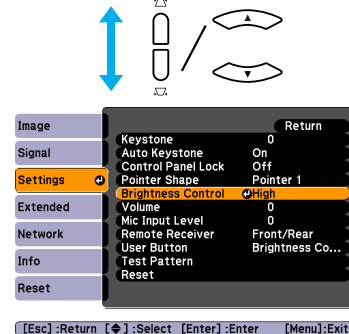 Image
Signal
Settings
Extended
Network
Info
Reset
Return
Keystone 0
Auto Keystone On
Control Panel Lock Off
Pointer Shape Pointer 1
Brightness Control High
Volume 0
Mic Input Level 0
Remote Receiver Front/Rear
User Button Brightness Co...
Test Pattern
Reset
[Esc] :Return [◆] :Select [Enter] :Enter [Menu] :Exit